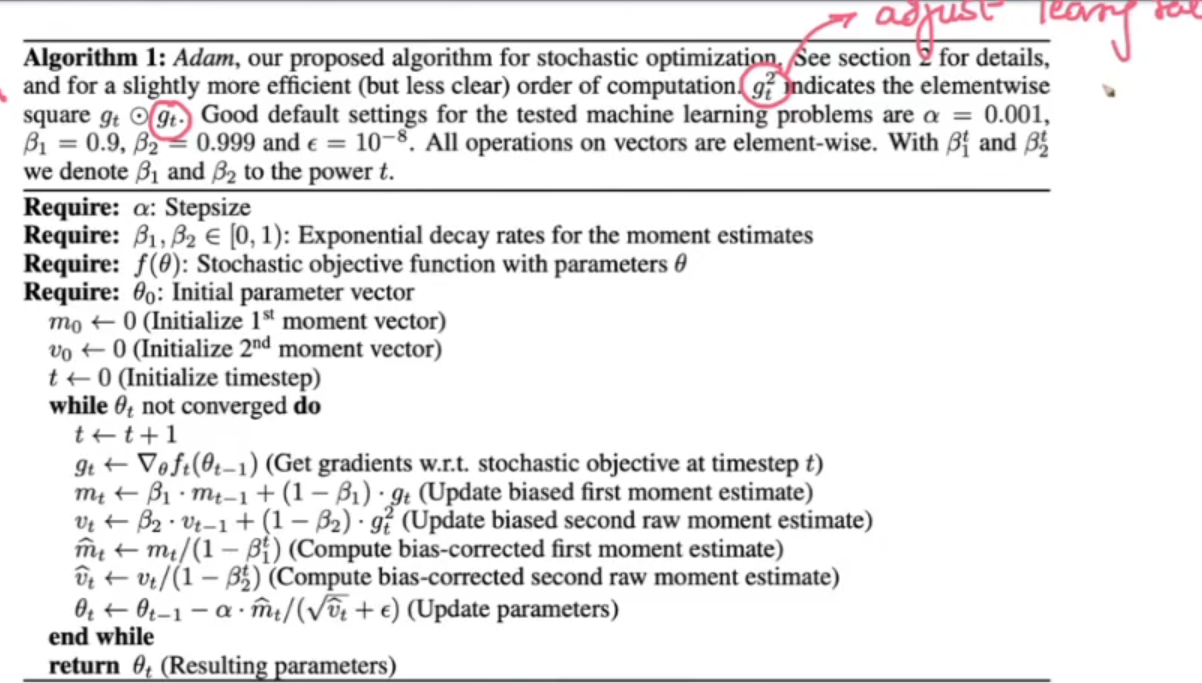 adjust learng
Algorithm 1: Adam, our proposed algorithm for stochastic optimization. See section 2 for details,
and for a slightly more efficient (but less clear) order of computation. g_t^2 indicates the elementwise
square g_t ⊙ g_t. Good default settings for the tested machine learning problems are α = 0.001,
β_1 = 0.9, β_2 = 0.999 and ϵ = 10^{-8}. All operations on vectors are element-wise. With β_1^t and β_2^t
we denote β_1 and β_2 to the power t.
Require: α: Stepsize
Require: β_1, β_2 ∈ [0, 1): Exponential decay rates for the moment estimates
Require: f(θ): Stochastic objective function with parameters θ
Require: θ_0: Initial parameter vector
m_0 ← 0 (Initialize 1^st moment vector)
v_0 ← 0 (Initialize 2^nd moment vector)
t ← 0 (Initialize timestep)
while θ_t not converged do
t ← t + 1
g_t ← ∇_θ f_t(θ_{t−1}) (Get gradients w.r.t. stochastic objective at timestep t)
m_t ← β_1 · m_{t−1} + (1 − β_1) · g_t (Update biased first moment estimate)
v_t ← β_2 · v_{t−1} + (1 − β_2) · g_t^2 (Update biased second raw moment estimate)
m̂_t ← m_t/(1 − β_1^t) (Compute bias-corrected first moment estimate)
v̂_t ← v_t/(1 − β_2^t) (Compute bias-corrected second raw moment estimate)
θ_t ← θ_{t−1} − α · m̂_t/(√v̂_t + ϵ) (Update parameters)
end while
return θ_t (Resulting parameters)